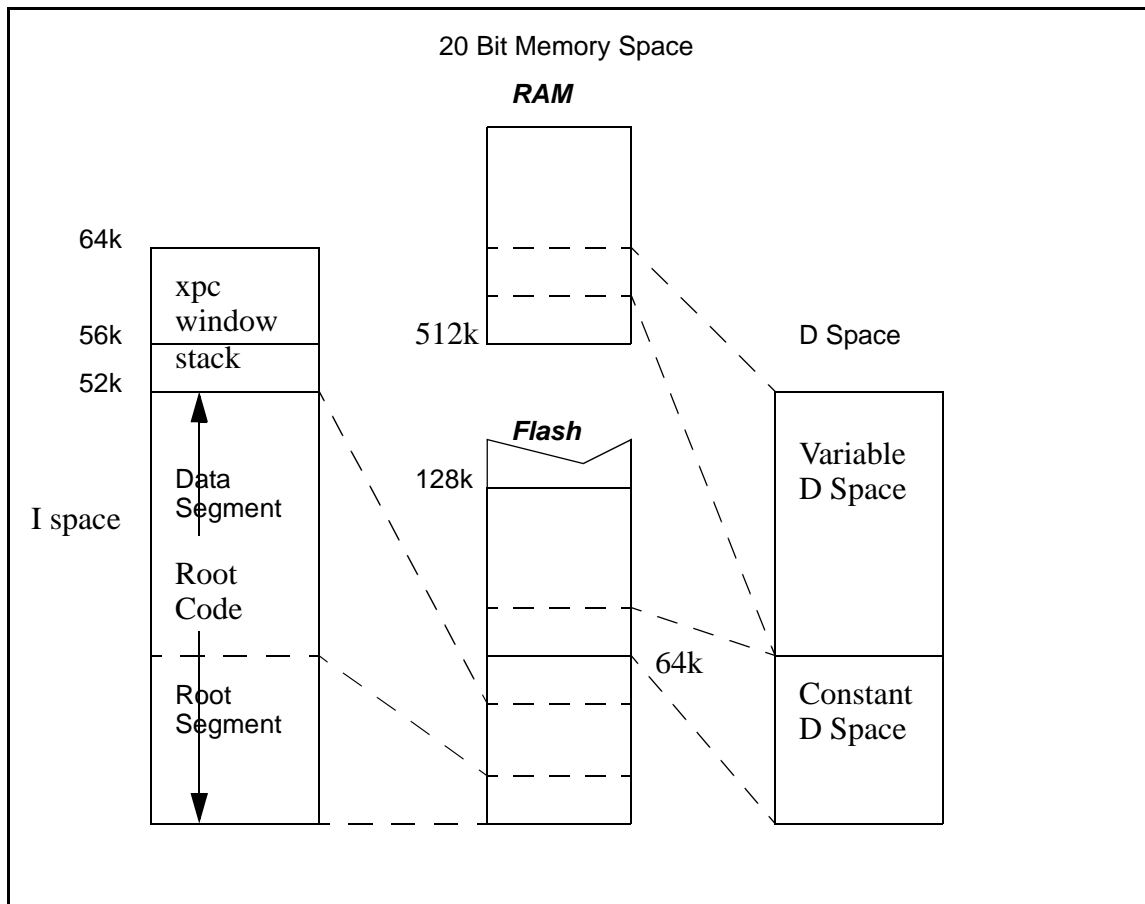 20 Bit Memory Space
RAM
64k
xpc
window
56k
512k
D Space
stack
52k
Flash
Variable
D Space
128k
Data
Segment
I space
Root
Code
64k
Root
Segment
Constant
D Space